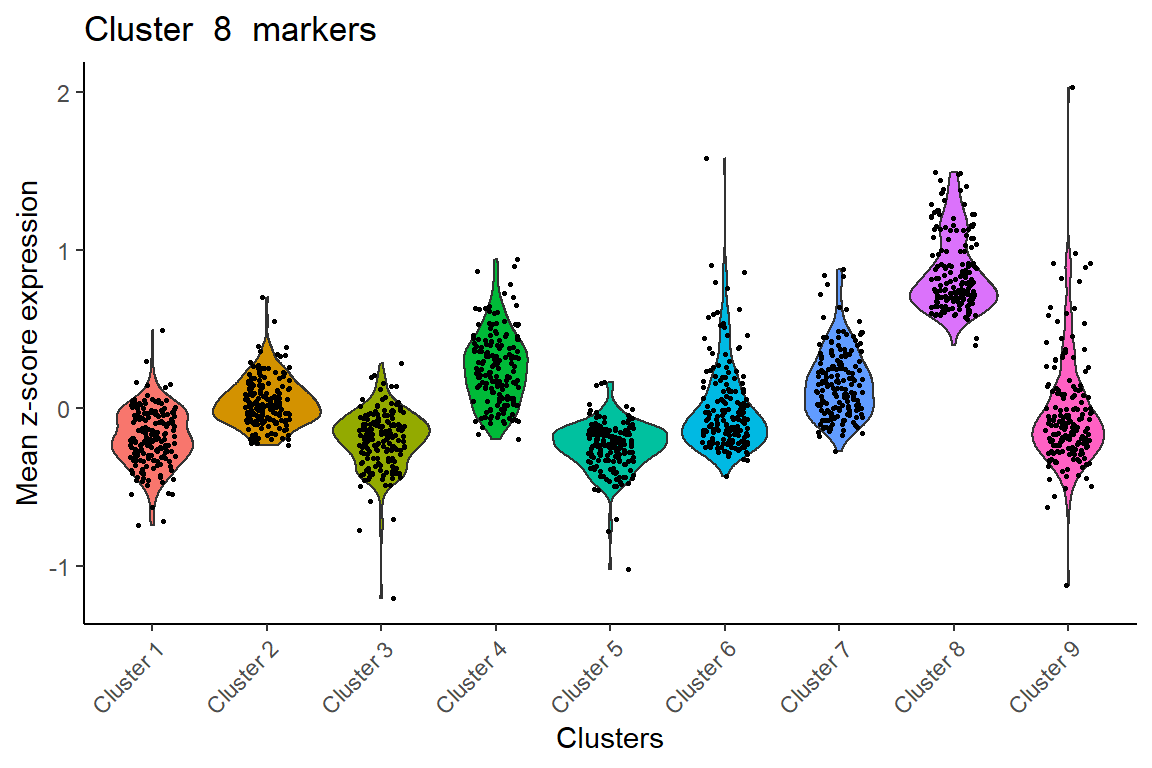 Cluster 8 markers
Mean z-score expression
2
1
0
-1
Cluster 1
Cluster 2
Cluster 3
Cluster 4
Cluster 5
Cluster 6
Cluster 7
Cluster 8
Cluster 9
Clusters